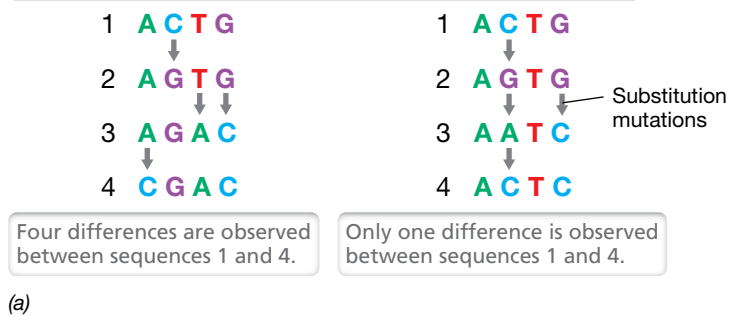 1 A C T G
2 A G T G
3 A G A C
4 C G A C
Four differences are observed
between sequences 1 and 4.
1 A C T G
2 A G T G
3 A A T C
4 A C T C
Substitution
mutations
Only one difference is observed
between sequences 1 and 4.
(a)